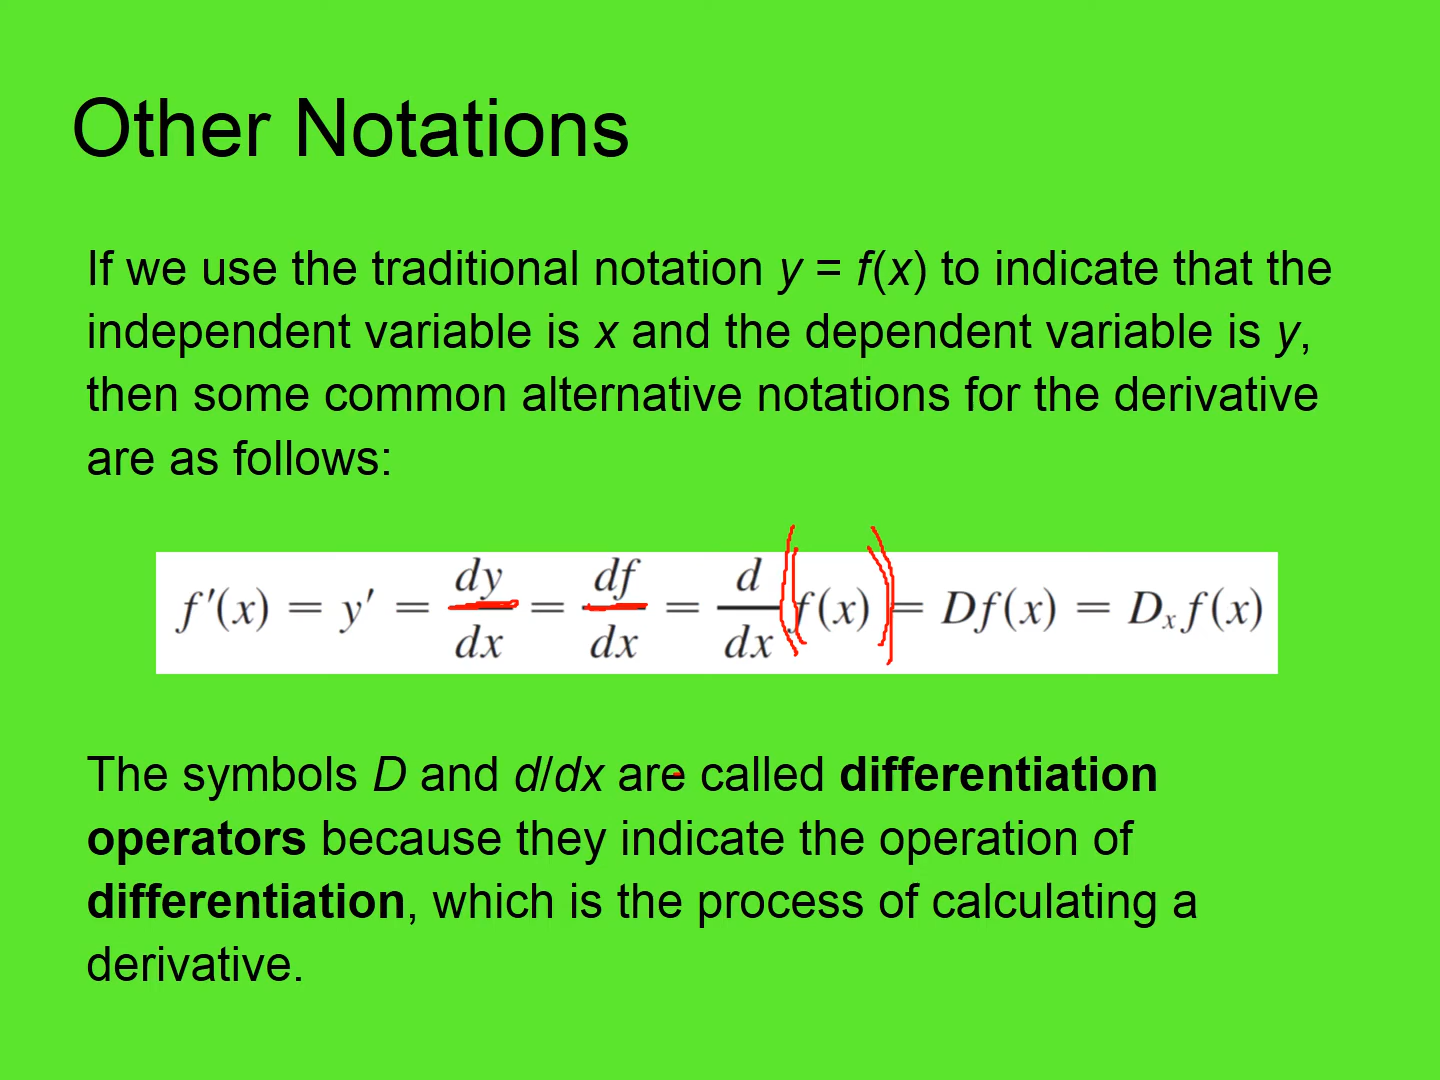 Other Notations
If we use the traditional notation y = f(x) to indicate that the
independent variable is x and the dependent variable is y,
then some common alternative notations for the derivative
are as follows:
f′(x) = y′ = dy/dx = df/dx = d/dx (f(x)) = Df(x) = Dₓ f(x)
The symbols D and d/dx are called differentiation
operators because they indicate the operation of
differentiation, which is the process of calculating a
derivative.